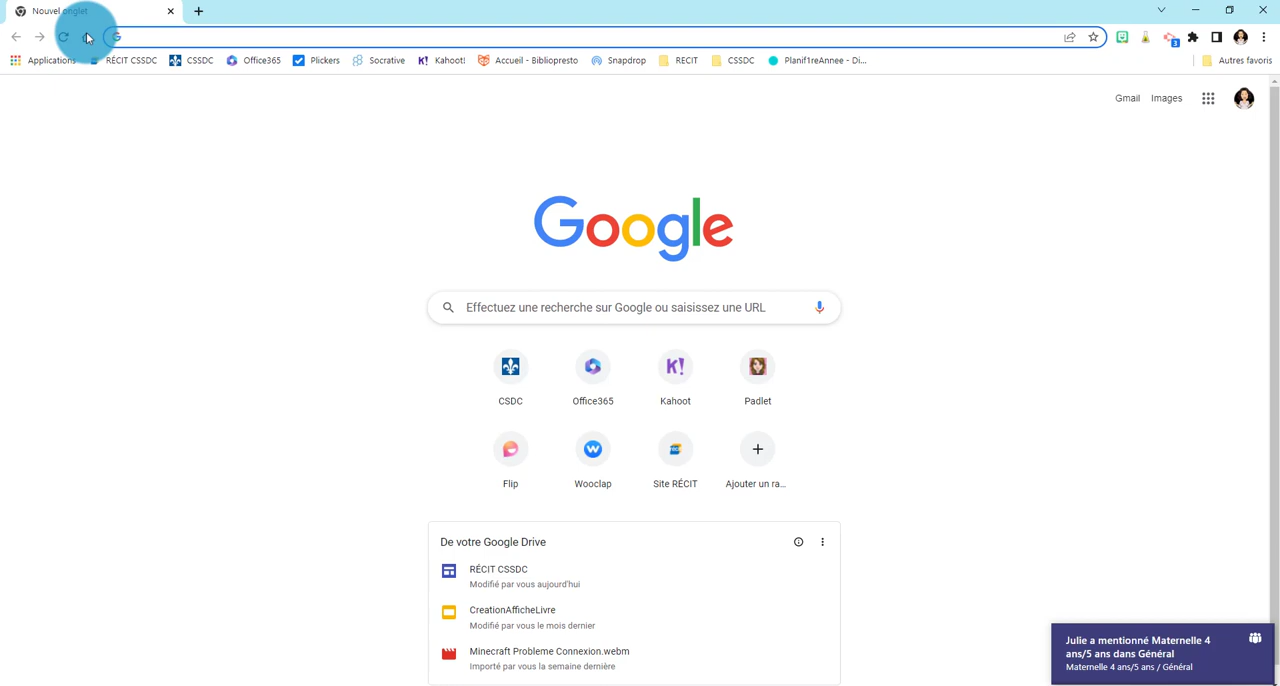 Nouvel onglet
Applications RÉCIT CSSDC CSSDC Office365 Plickers Socrative K! Kahoot! Accueil - Bibliopresto Snapdrop RECIT CSSDC Planif1reAnnee - Di... Autres favoris
3
Gmail Images
Google
Effectuez une recherche sur Google ou saisissez une URL
K!
CSDC Office365 Kahoot Padlet
W
Flip Wooclap Site RÉCIT Ajouter un ra...
De votre Google Drive
RÉCIT CSSDC
Modifié par vous aujourd'hui
CreationAfficheLivre
Modifié par vous le mois dernier
Minecraft Probleme Connexion.webm
Importé par vous la semaine dernière
Julie a mentionné Maternelle 4
ans/5 ans dans Général
Maternelle 4 ans/5 ans / Général